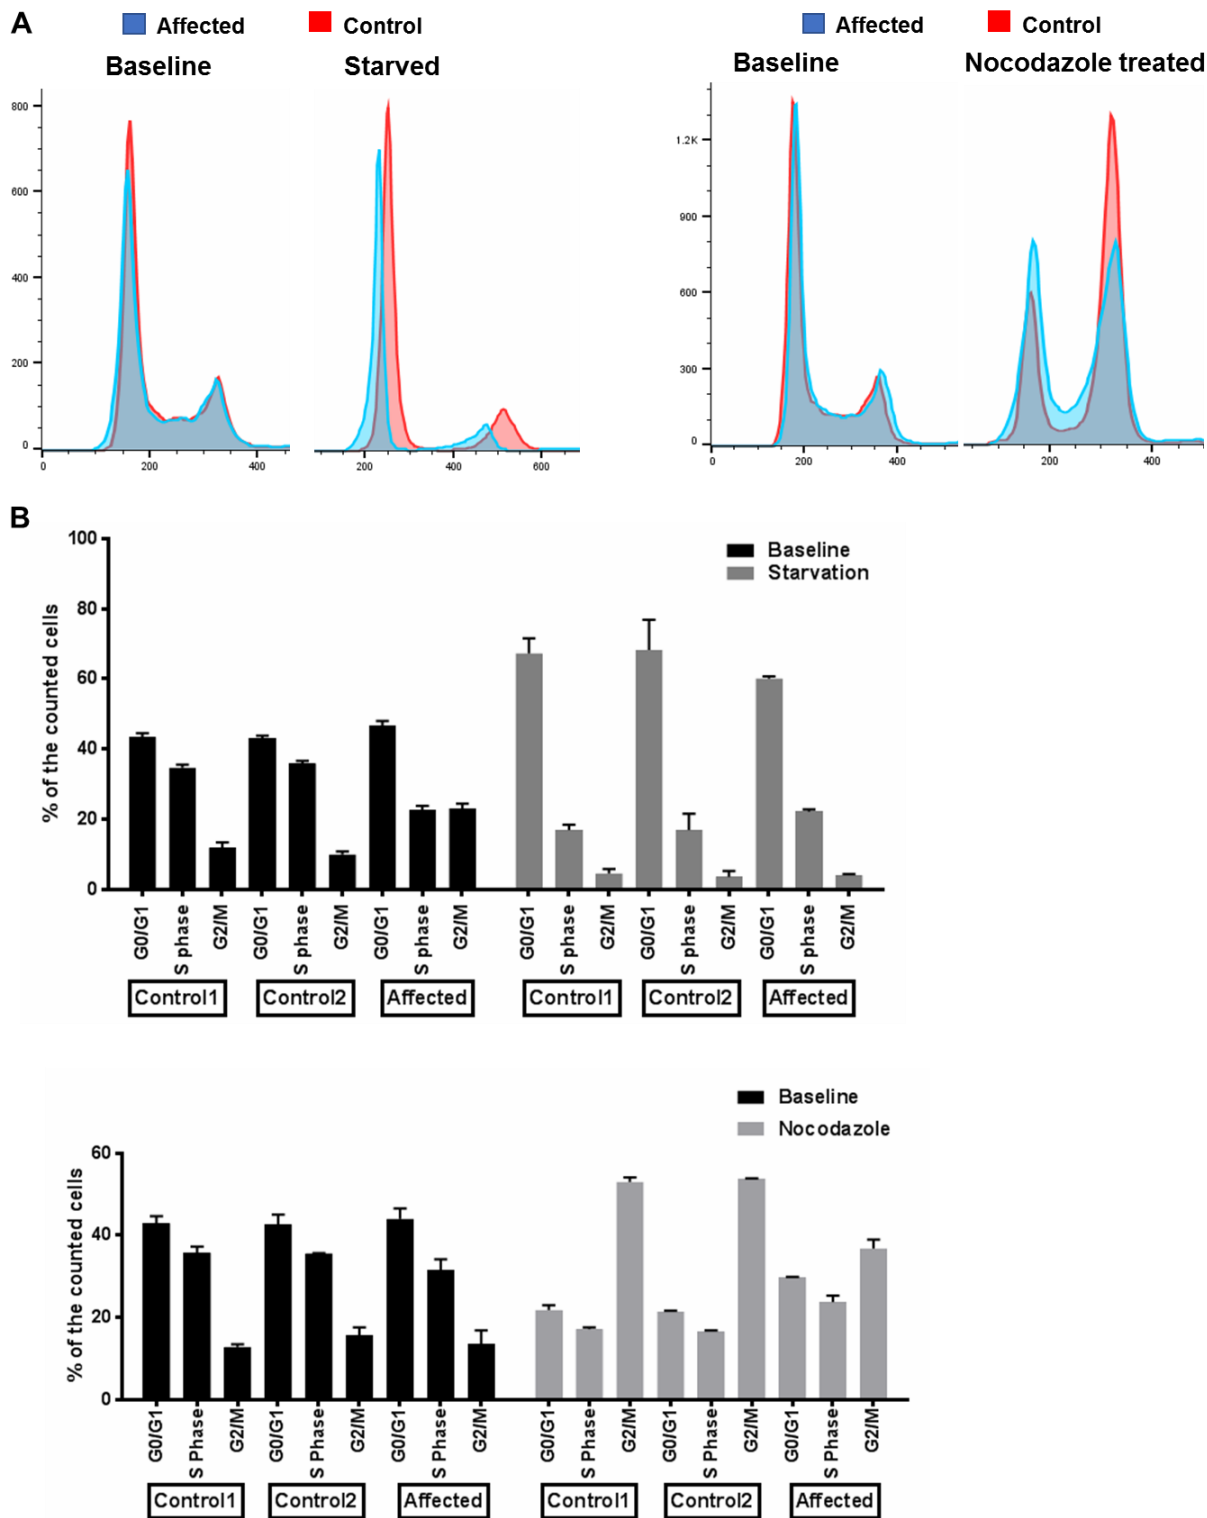 A
Affected Control
Baseline Starved
800
600
400
200
0
0 200 400
200 400 600
Affected Control
Baseline Nocodazole treated
1.2K
900
600
300
0
0 200 400
200 400
B
Baseline
Starvation
% of the counted cells
100
80
60
40
20
0
G0/G1 S phase G2/M G0/G1 S phase G2/M G0/G1 S phase G2/M G0/G1 S phase G2/M G0/G1 S phase G2/M G0/G1 S phase G2/M
Control1 Control2 Affected Control1 Control2 Affected
Baseline
Nocodazole
% of the counted cells
60
40
20
0
G0/G1 S Phase G2/M G0/G1 S Phase G2/M G0/G1 S Phase G2/M G0/G1 S Phase G2/M G0/G1 S Phase G2/M G0/G1 S Phase G2/M
Control1 Control2 Affected Control1 Control2 Affected